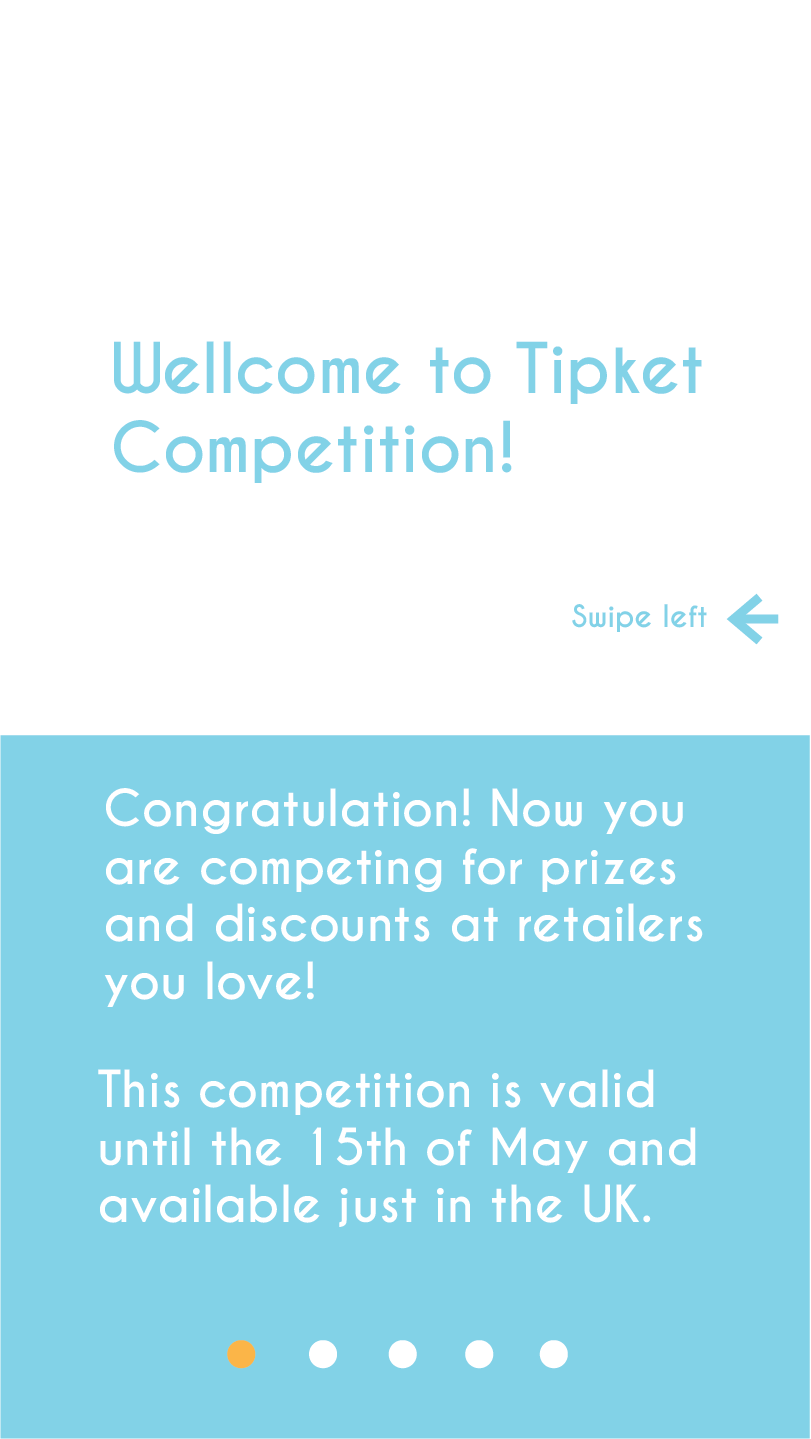 Wellcome to Tipket
Competition!
Swipe left
Congratulation! Now you
are competing for prizes
and discounts at retailers
you love!
This competition is valid
until the 15th of May and
available just in the UK.